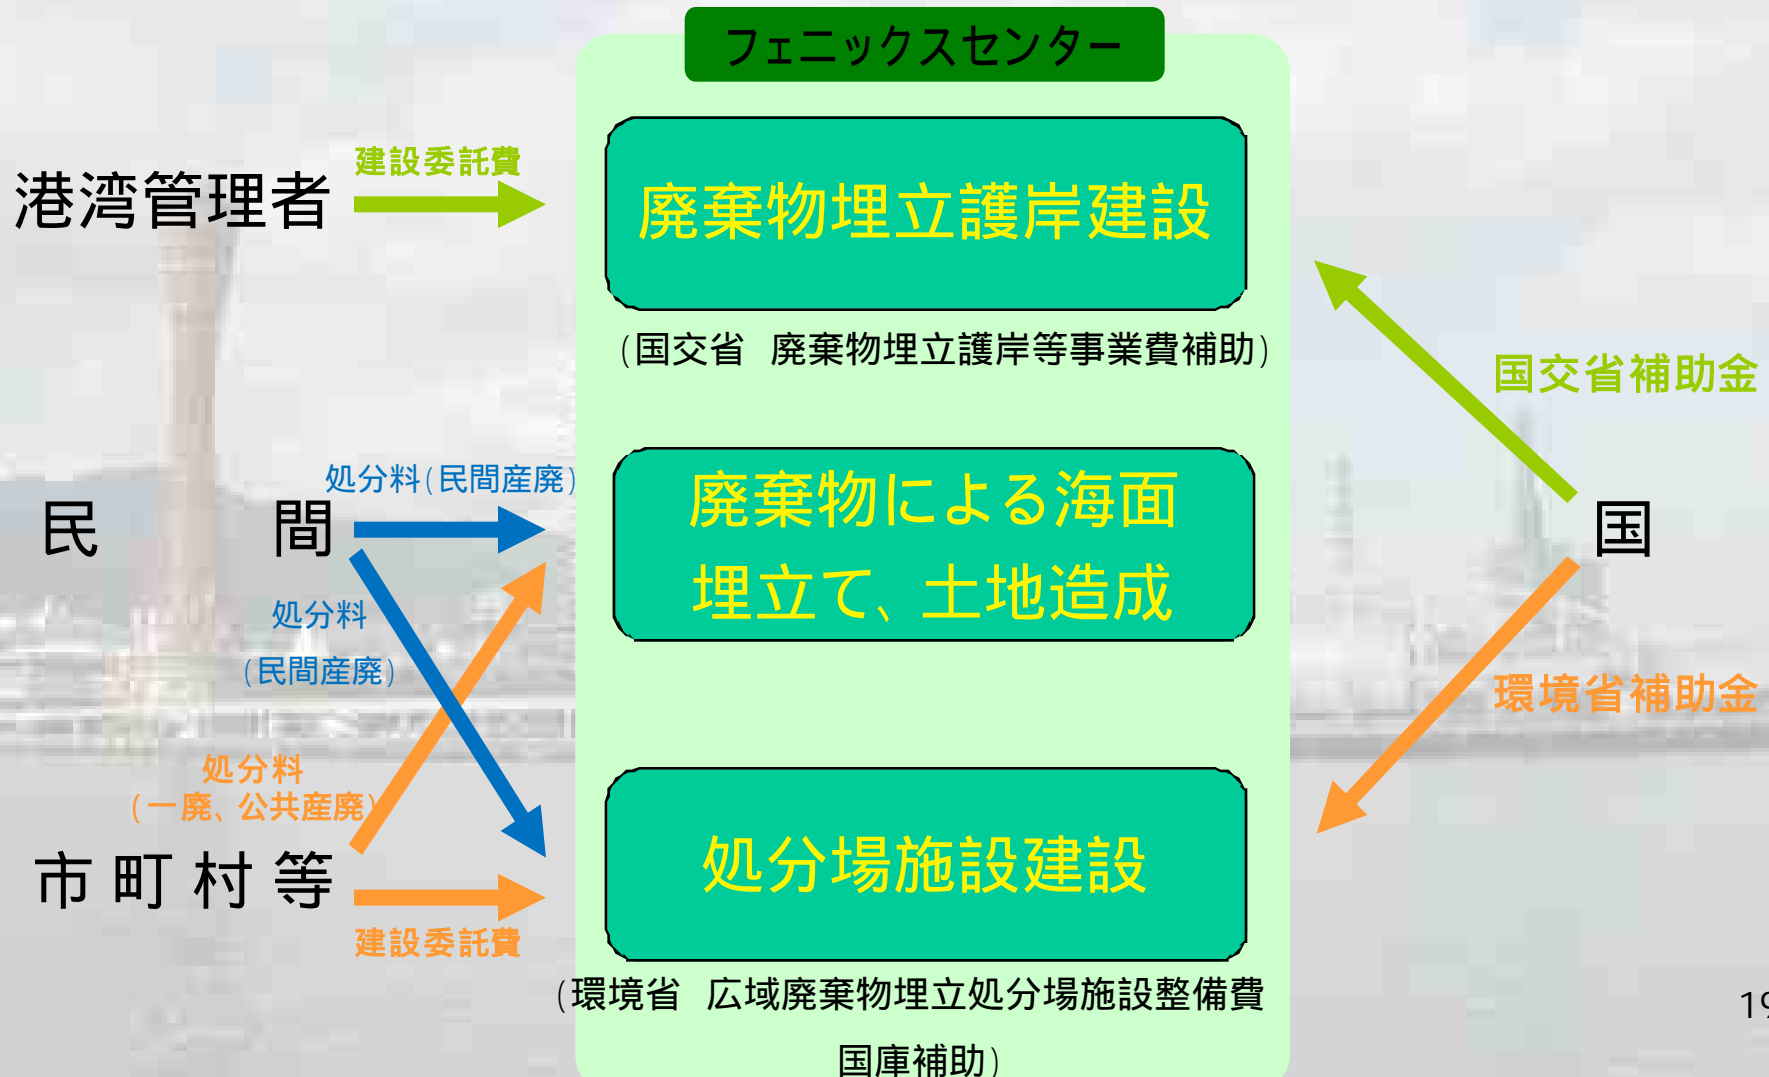 フェニックスセンター
建設委託費
港湾管理者
廃棄物埋立護岸建設
(国交省 廃棄物埋立護岸等事業費補助)
国交省補助金
処分料(民間産廃)
民 間
廃棄物による海面
埋立て、土地造成
国
処分料
(民間産廃)
環境省補助金
処分料
(一廃、公共産廃)
市町村等
処分場施設建設
建設委託費
(環境省 広域廃棄物埋立処分場施設整備費
国庫補助)
19